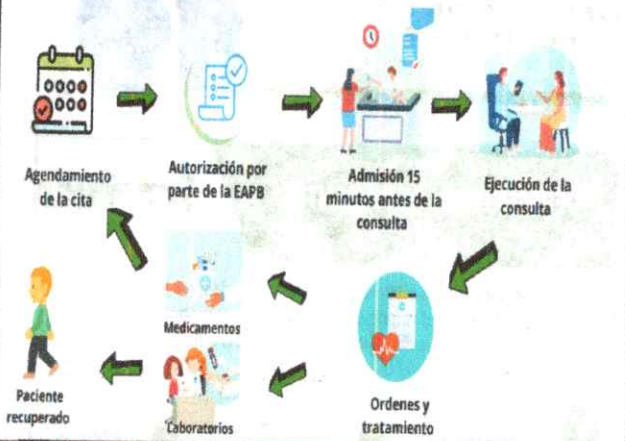 Agendamiento
de la cita
Autorización por
parte de la EAPB
Admisión 15
minutos antes de la
consulta
Ejecución de la
consulta
Medicamentos
Laboratorios
Ordenes y
tratamiento
Paciente
recuperado